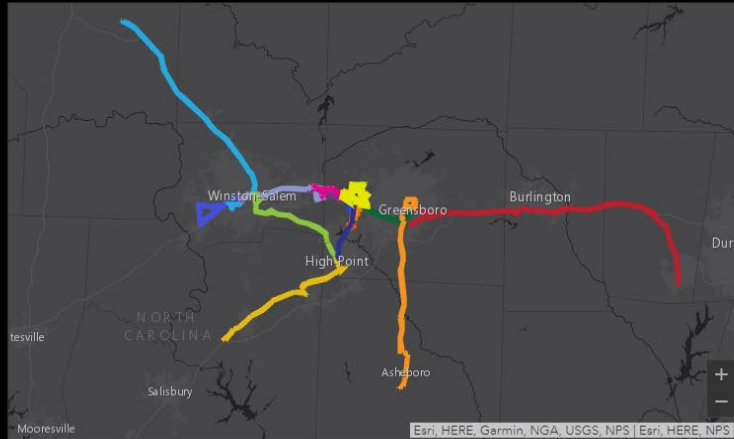 Winston-Salem
Greensboro
Burlington
Dur
High Point
NORTH
CAROLINA
tesville
Asheboro
Salisbury
Mooresville
+
−
Esri, HERE, Garmin, NGA, USGS, NPS | Esri, HERE, NPS